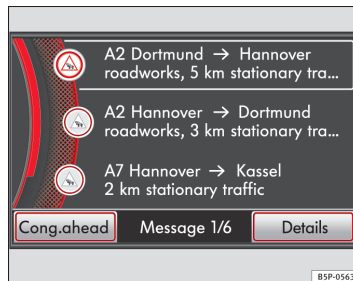 A2 Dortmund → Hannover
roadworks, 5 km stationary tra...
A2 Hannover → Dortmund
roadworks, 3 km stationary tra...
A7 Hannover → Kassel
2 km stationary traffic
Cong.ahead Message 1/6 Details
B5P-0563